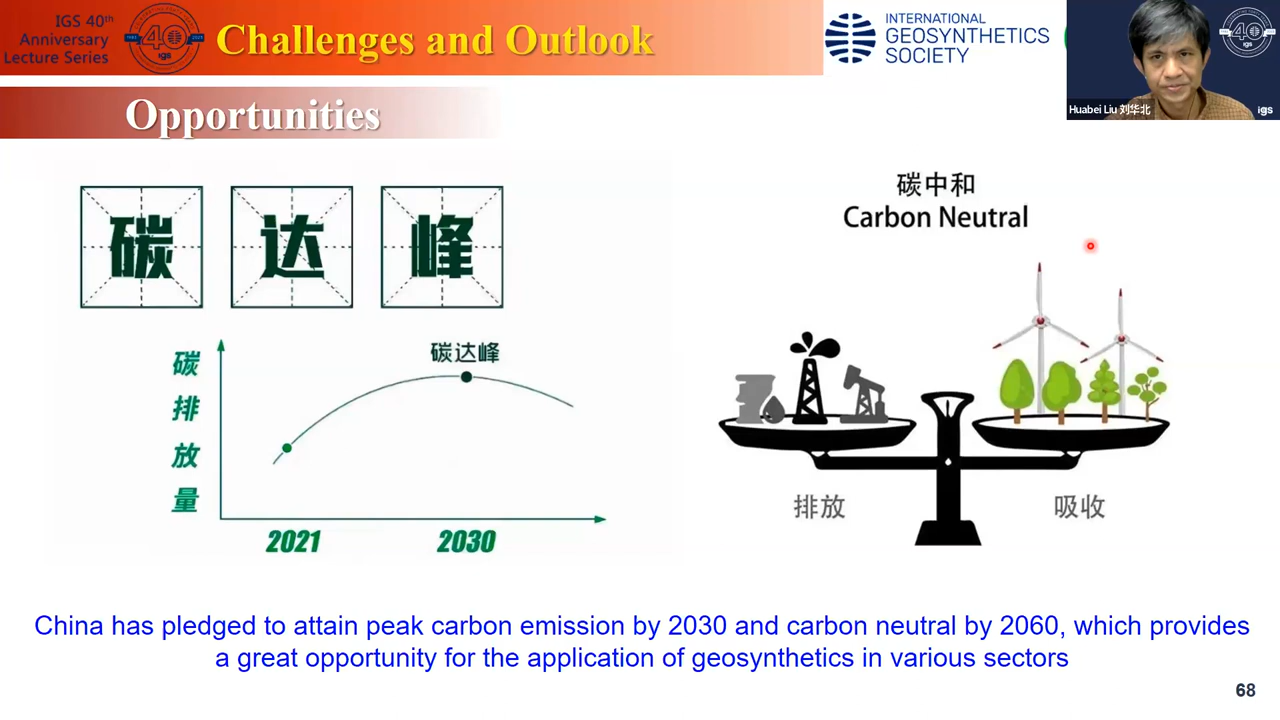 IGS 40th
Anniversary
Lecture Series
40
igs
Challenges and Outlook
INTERNATIONAL
GEOSYNTHETICS
SOCIETY
40
Huabei Liu 刘华北
igs
Opportunities
碳达峰
碳中和
Carbon Neutral
碳达峰
碳
排
放
量
2021
2030
排放
吸收
China has pledged to attain peak carbon emission by 2030 and carbon neutral by 2060, which provides
a great opportunity for the application of geosynthetics in various sectors
68